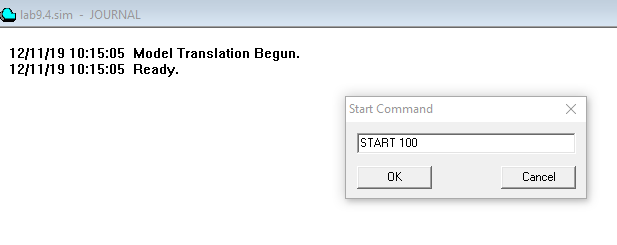 lab9.4.sim - JOURNAL
12/11/19 10:15:05 Model Translation Begun.
12/11/19 10:15:05 Ready.
Start Command
START 100
OK Cancel